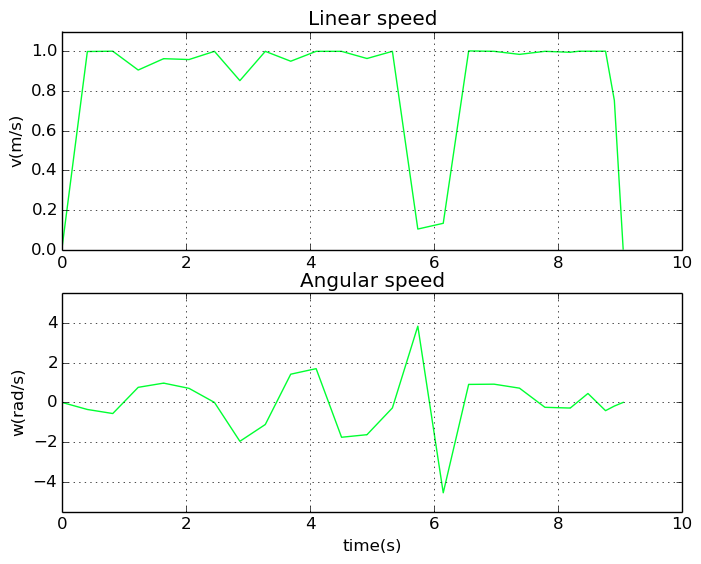 Linear speed
1.0
0.8
0.6
0.4
0.2
0.0
v(m/s)
0 2 4 6 8 10
Angular speed
4
2
0
−2
−4
w(rad/s)
0 2 4 6 8 10
time(s)